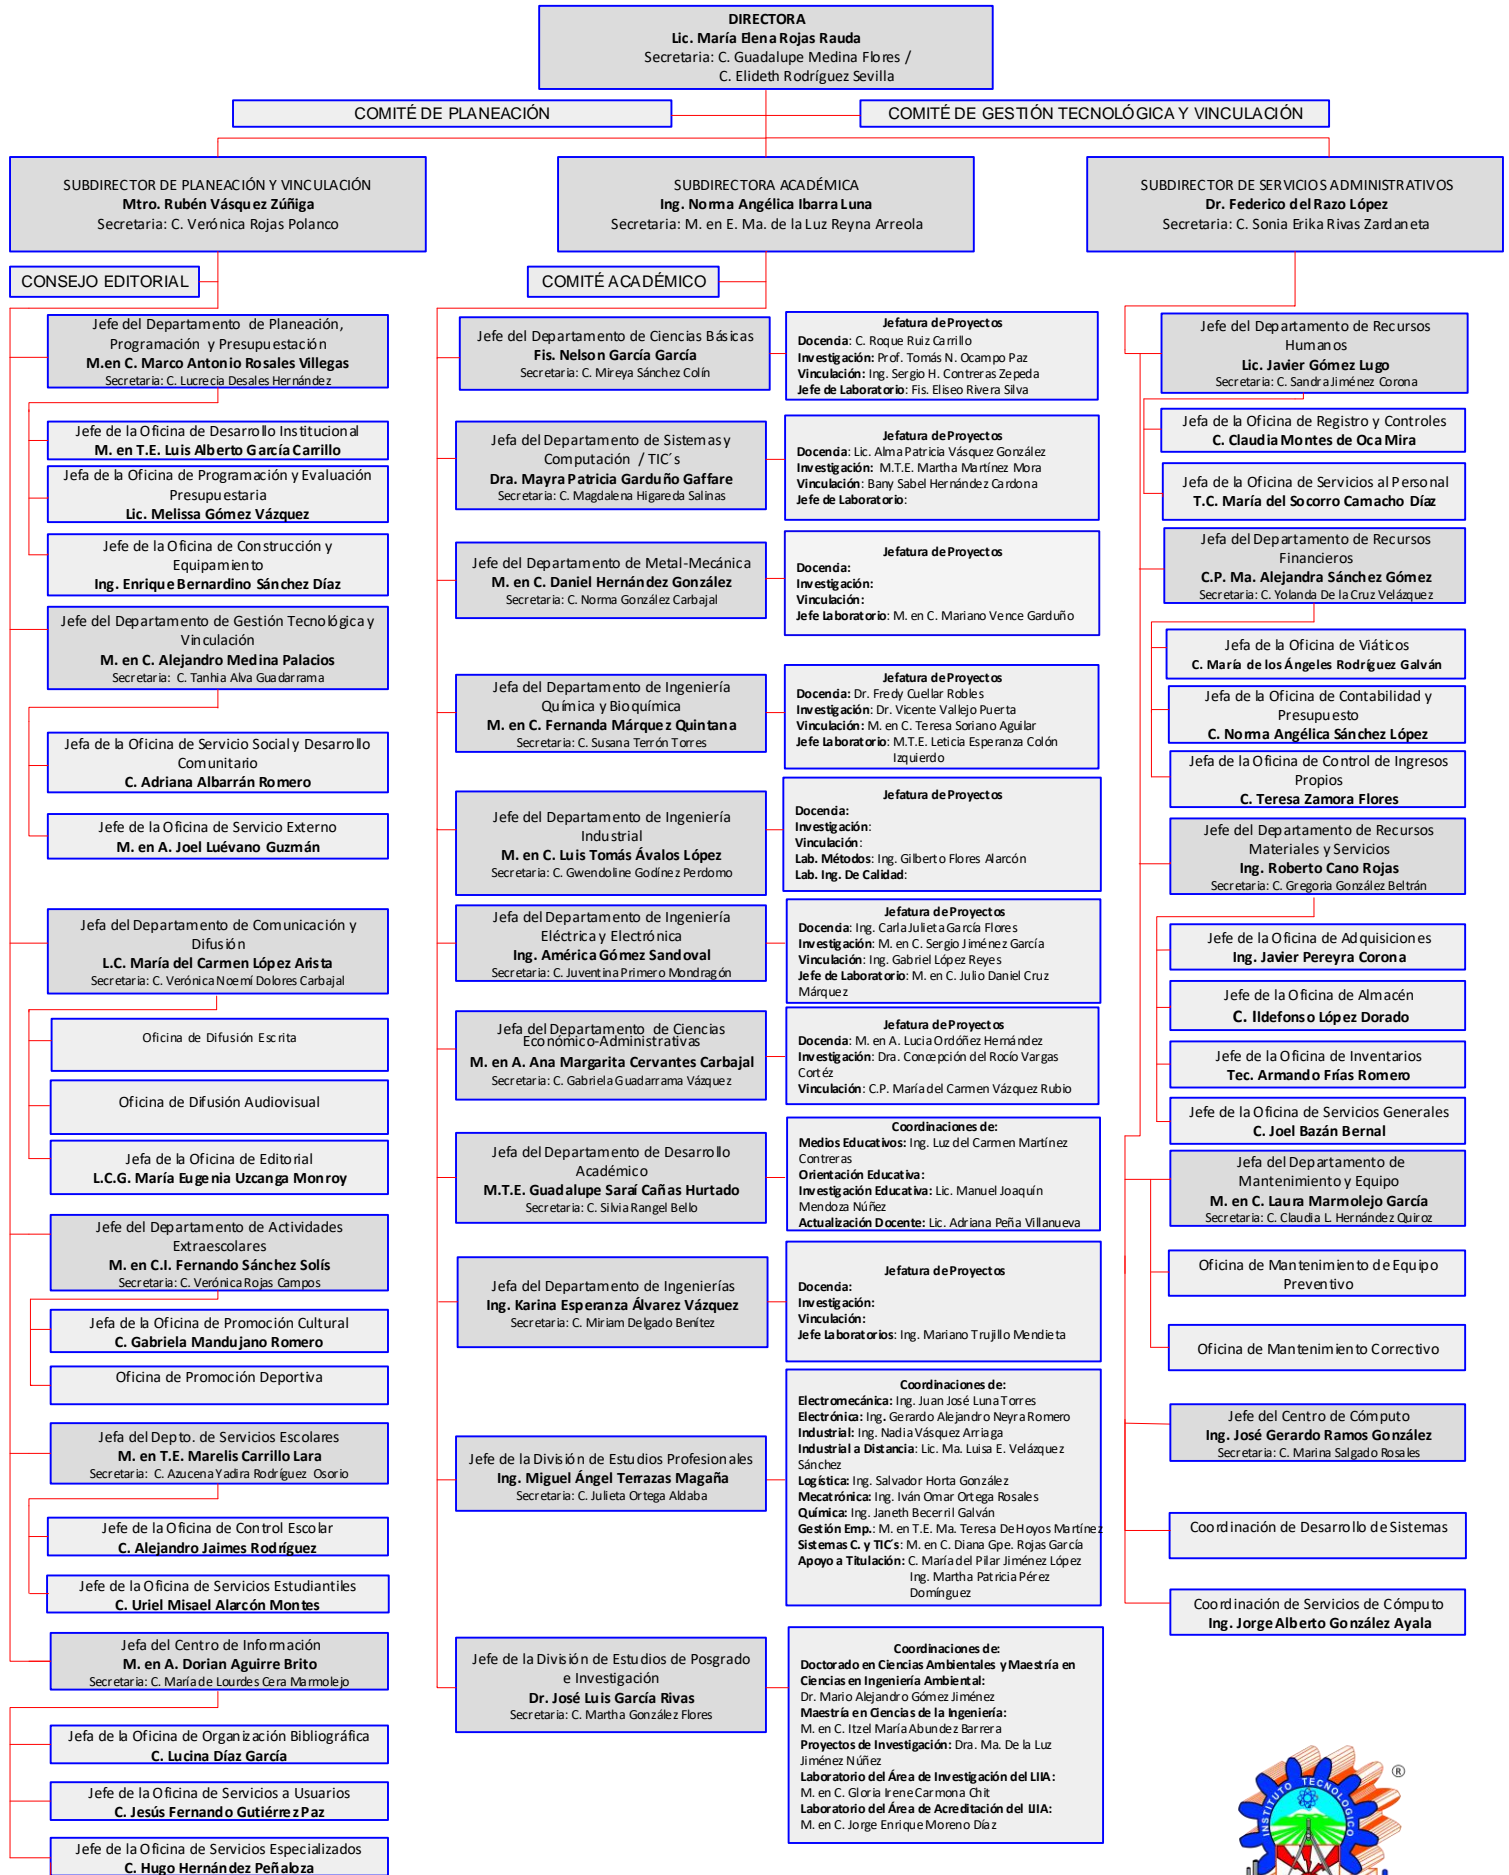 DIRECTORA
Lic. María Elena Rojas Rauda
Secretaria: C. Guadalupe Medina Flores /
C. Elideth Rodríguez Sevilla
COMITÉ DE PLANEACIÓN
COMITÉ DE GESTIÓN TECNOLÓGICA Y VINCULACIÓN
SUBDIRECTOR DE PLANEACIÓN Y VINCULACIÓN
Mtro. Rubén Vásquez Zúñiga
Secretaria: C. Verónica Rojas Polanco
SUBDIRECTORA ACADÉMICA
Ing. Norma Angélica Ibarra Luna
Secretaria: M. en E. Ma. de la Luz Reyna Arreola
SUBDIRECTOR DE SERVICIOS ADMINISTRATIVOS
Dr. Federico del Razo López
Secretaria: C. Sonia Erika Rivas Zardaneta
CONSEJO EDITORIAL
COMITÉ ACADÉMICO
Jefe del Departamento de Planeación,
Programación y Presupuestación
M.en C. Marco Antonio Rosales Villegas
Secretaria: C. Lucrecia Desales Hernández
Jefe de la Oficina de Desarrollo Institucional
M. en T.E. Luis Alberto García Carrillo
Jefa de la Oficina de Programación y Evaluación
Presupuestaria
Lic. Melissa Gómez Vázquez
Jefe de la Oficina de Construcción y
Equipamiento
Ing. Enrique Bernardino Sánchez Díaz
Jefe del Departamento de Gestión Tecnológica y
Vinculación
M. en C. Alejandro Medina Palacios
Secretaria: C. Tanhia Alva Guadarrama
Jefa de la Oficina de Servicio Social y Desarrollo
Comunitario
C. Adriana Albarrán Romero
Jefe de la Oficina de Servicio Externo
M. en A. Joel Luévano Guzmán
Jefa del Departamento de Comunicación y
Difusión
L.C. María del Carmen López Arista
Secretaria: C. Verónica Noemí Dolores Carbajal
Oficina de Difusión Escrita
Oficina de Difusión Audiovisual
Jefa de la Oficina de Editorial
L.C.G. María Eugenia Uzcanga Monroy
Jefe del Departamento de Actividades
Extraescolares
M. en C.I. Fernando Sánchez Solís
Secretaria: C. Verónica Rojas Campos
Jefa de la Oficina de Promoción Cultural
C. Gabriela Mandujano Romero
Oficina de Promoción Deportiva
Jefa del Depto. de Servicios Escolares
M. en T.E. Marelis Carrillo Lara
Secretaria: C. Azucena Yadira Rodríguez Osorio
Jefe de la Oficina de Control Escolar
C. Alejandro Jaimes Rodríguez
Jefe de la Oficina de Servicios Estudiantiles
C. Uriel Misael Alarcón Montes
Jefa del Centro de Información
M. en A. Dorian Aguirre Brito
Secretaria: C. María de Lourdes Cera Marmolejo
Jefa de la Oficina de Organización Bibliográfica
C. Lucina Díaz García
Jefe de la Oficina de Servicios a Usuarios
C. Jesús Fernando Gutiérrez Paz
Jefe de la Oficina de Servicios Especializados
C. Hugo Hernández Peñaloza
Jefe del Departamento de Ciencias Básicas
Fis. Nelson García García
Secretaria: C. Mireya Sánchez Colín
Jefatura de Proyectos
Docencia: C. Roque Ruiz Carrillo
Investigación: Prof. Tomás N. Ocampo Paz
Vinculación: Ing. Sergio H. Contreras Zepeda
Jefe de Laboratorio: Fis. Eliseo Rivera Silva
Jefa del Departamento de Sistemas y
Computación / TIC´s
Dra. Mayra Patricia Garduño Gaffare
Secretaria: C. Magdalena Higareda Salinas
Jefatura de Proyectos
Docencia: Lic. Alma Patricia Vásquez González
Investigación: M.T.E. Martha Martínez Mora
Vinculación: Bany Sabel Hernández Cardona
Jefe de Laboratorio:
Jefe del Departamento de Metal-Mecánica
M. en C. Daniel Hernández González
Secretaria: C. Norma González Carbajal
Jefatura de Proyectos
Docencia:
Investigación:
Vinculación:
Jefe Laboratorio: M. en C. Mariano Vence Garduño
Jefa del Departamento de Ingeniería
Química y Bioquímica
M. en C. Fernanda Márquez Quintana
Secretaria: C. Susana Terrón Torres
Jefatura de Proyectos
Docencia: Dr. Fredy Cuellar Robles
Investigación: Dr. Vicente Vallejo Puerta
Vinculación: M. en C. Teresa Soriano Aguilar
Jefe Laboratorio: M.T.E. Leticia Esperanza Colón
Izquierdo
Jefe del Departamento de Ingeniería
Industrial
M. en C. Luis Tomás Ávalos López
Secretaria: C. Gwendoline Godínez Perdomo
Jefatura de Proyectos
Docencia:
Investigación:
Vinculación:
Lab. Métodos: Ing. Gilberto Flores Alarcón
Lab. Ing. De Calidad:
Jefa del Departamento de Ingeniería
Eléctrica y Electrónica
Ing. América Gómez Sandoval
Secretaria: C. Juventina Primero Mondragón
Jefatura de Proyectos
Docencia: Ing. Carla Julieta García Flores
Investigación: M. en C. Sergio Jiménez García
Vinculación: Ing. Gabriel López Reyes
Jefe de Laboratorio: M. en C. Julio Daniel Cruz
Márquez
Jefa del Departamento de Ciencias
Económico-Administrativas
M. en A. Ana Margarita Cervantes Carbajal
Secretaria: C. Gabriela Guadarrama Vázquez
Jefatura de Proyectos
Docencia: M. en A. Lucia Ordóñez Hernández
Investigación: Dra. Concepción del Rocío Vargas
Cortéz
Vinculación: C.P. María del Carmen Vázquez Rubio
Jefa del Departamento de Desarrollo
Académico
M.T.E. Guadalupe Saraí Cañas Hurtado
Secretaria: C. Silvia Rangel Bello
Coordinaciones de:
Medios Educativos: Ing. Luz del Carmen Martínez
Contreras
Orientación Educativa:
Investigación Educativa: Lic. Manuel Joaquín
Mendoza Núñez
Actualización Docente: Lic. Adriana Peña Villanueva
Jefa del Departamento de Ingenierías
Ing. Karina Esperanza Álvarez Vázquez
Secretaria: C. Miriam Delgado Benítez
Jefatura de Proyectos
Docencia:
Investigación:
Vinculación:
Jefe Laboratorios: Ing. Mariano Trujillo Mendieta
Jefe de la División de Estudios Profesionales
Ing. Miguel Ángel Terrazas Magaña
Secretaria: C. Julieta Ortega Aldaba
Coordinaciones de:
Electromecánica: Ing. Juan José Luna Torres
Electrónica: Ing. Gerardo Alejandro Neyra Romero
Industrial: Ing. Nadia Vásquez Arriaga
Industrial a Distancia: Lic. Ma. Luisa E. Velázquez
Sánchez
Logística: Ing. Salvador Horta González
Mecatrónica: Ing. Iván Omar Ortega Rosales
Química: Ing. Janeth Becerril Galván
Gestión Emp.: M. en T.E. Ma. Teresa De Hoyos Martínez
Sistemas C. y TIC´s: M. en C. Diana Gpe. Rojas García
Apoyo a Titulación: C. María del Pilar Jiménez López
Ing. Martha Patricia Pérez
Domínguez
Jefe de la División de Estudios de Posgrado
e Investigación
Dr. José Luis García Rivas
Secretaria: C. Martha González Flores
Coordinaciones de:
Doctorado en Ciencias Ambientales y Maestría en
Ciencias en Ingeniería Ambiental:
Dr. Mario Alejandro Gómez Jiménez
Maestría en Ciencias de la Ingeniería:
M. en C. Itzel María Abundez Barrera
Proyectos de Investigación: Dra. Ma. De la Luz
Jiménez Núñez
Laboratorio del Área de Investigación del LIIA:
M. en C. Gloria Irene Carmona Chit
Laboratorio del Área de Acreditación del LIIA:
M. en C. Jorge Enrique Moreno Díaz
Jefe del Departamento de Recursos
Humanos
Lic. Javier Gómez Lugo
Secretaria: C. Sandra Jiménez Corona
Jefa de la Oficina de Registro y Controles
C. Claudia Montes de Oca Mira
Jefa de la Oficina de Servicios al Personal
T.C. María del Socorro Camacho Díaz
Jefa del Departamento de Recursos
Financieros
C.P. Ma. Alejandra Sánchez Gómez
Secretaria: C. Yolanda De la Cruz Velázquez
Jefa de la Oficina de Viáticos
C. María de los Ángeles Rodríguez Galván
Jefa de la Oficina de Contabilidad y
Presupuesto
C. Norma Angélica Sánchez López
Jefa de la Oficina de Control de Ingresos
Propios
C. Teresa Zamora Flores
Jefe del Departamento de Recursos
Materiales y Servicios
Ing. Roberto Cano Rojas
Secretaria: C. Gregoria González Beltrán
Jefe de la Oficina de Adquisiciones
Ing. Javier Pereyra Corona
Jefe de la Oficina de Almacén
C. Ildefonso López Dorado
Jefe de la Oficina de Inventarios
Tec. Armando Frías Romero
Jefe de la Oficina de Servicios Generales
C. Joel Bazán Bernal
Jefa del Departamento de
Mantenimiento y Equipo
M. en C. Laura Marmolejo García
Secretaria: C. Claudia L. Hernández Quiroz
Oficina de Mantenimiento de Equipo
Preventivo
Oficina de Mantenimiento Correctivo
Jefe del Centro de Cómputo
Ing. José Gerardo Ramos González
Secretaria: C. Marina Salgado Rosales
Coordinación de Desarrollo de Sistemas
Coordinación de Servicios de Cómputo
Ing. Jorge Alberto González Ayala
INSTITUTO TECNOLOGICO
®